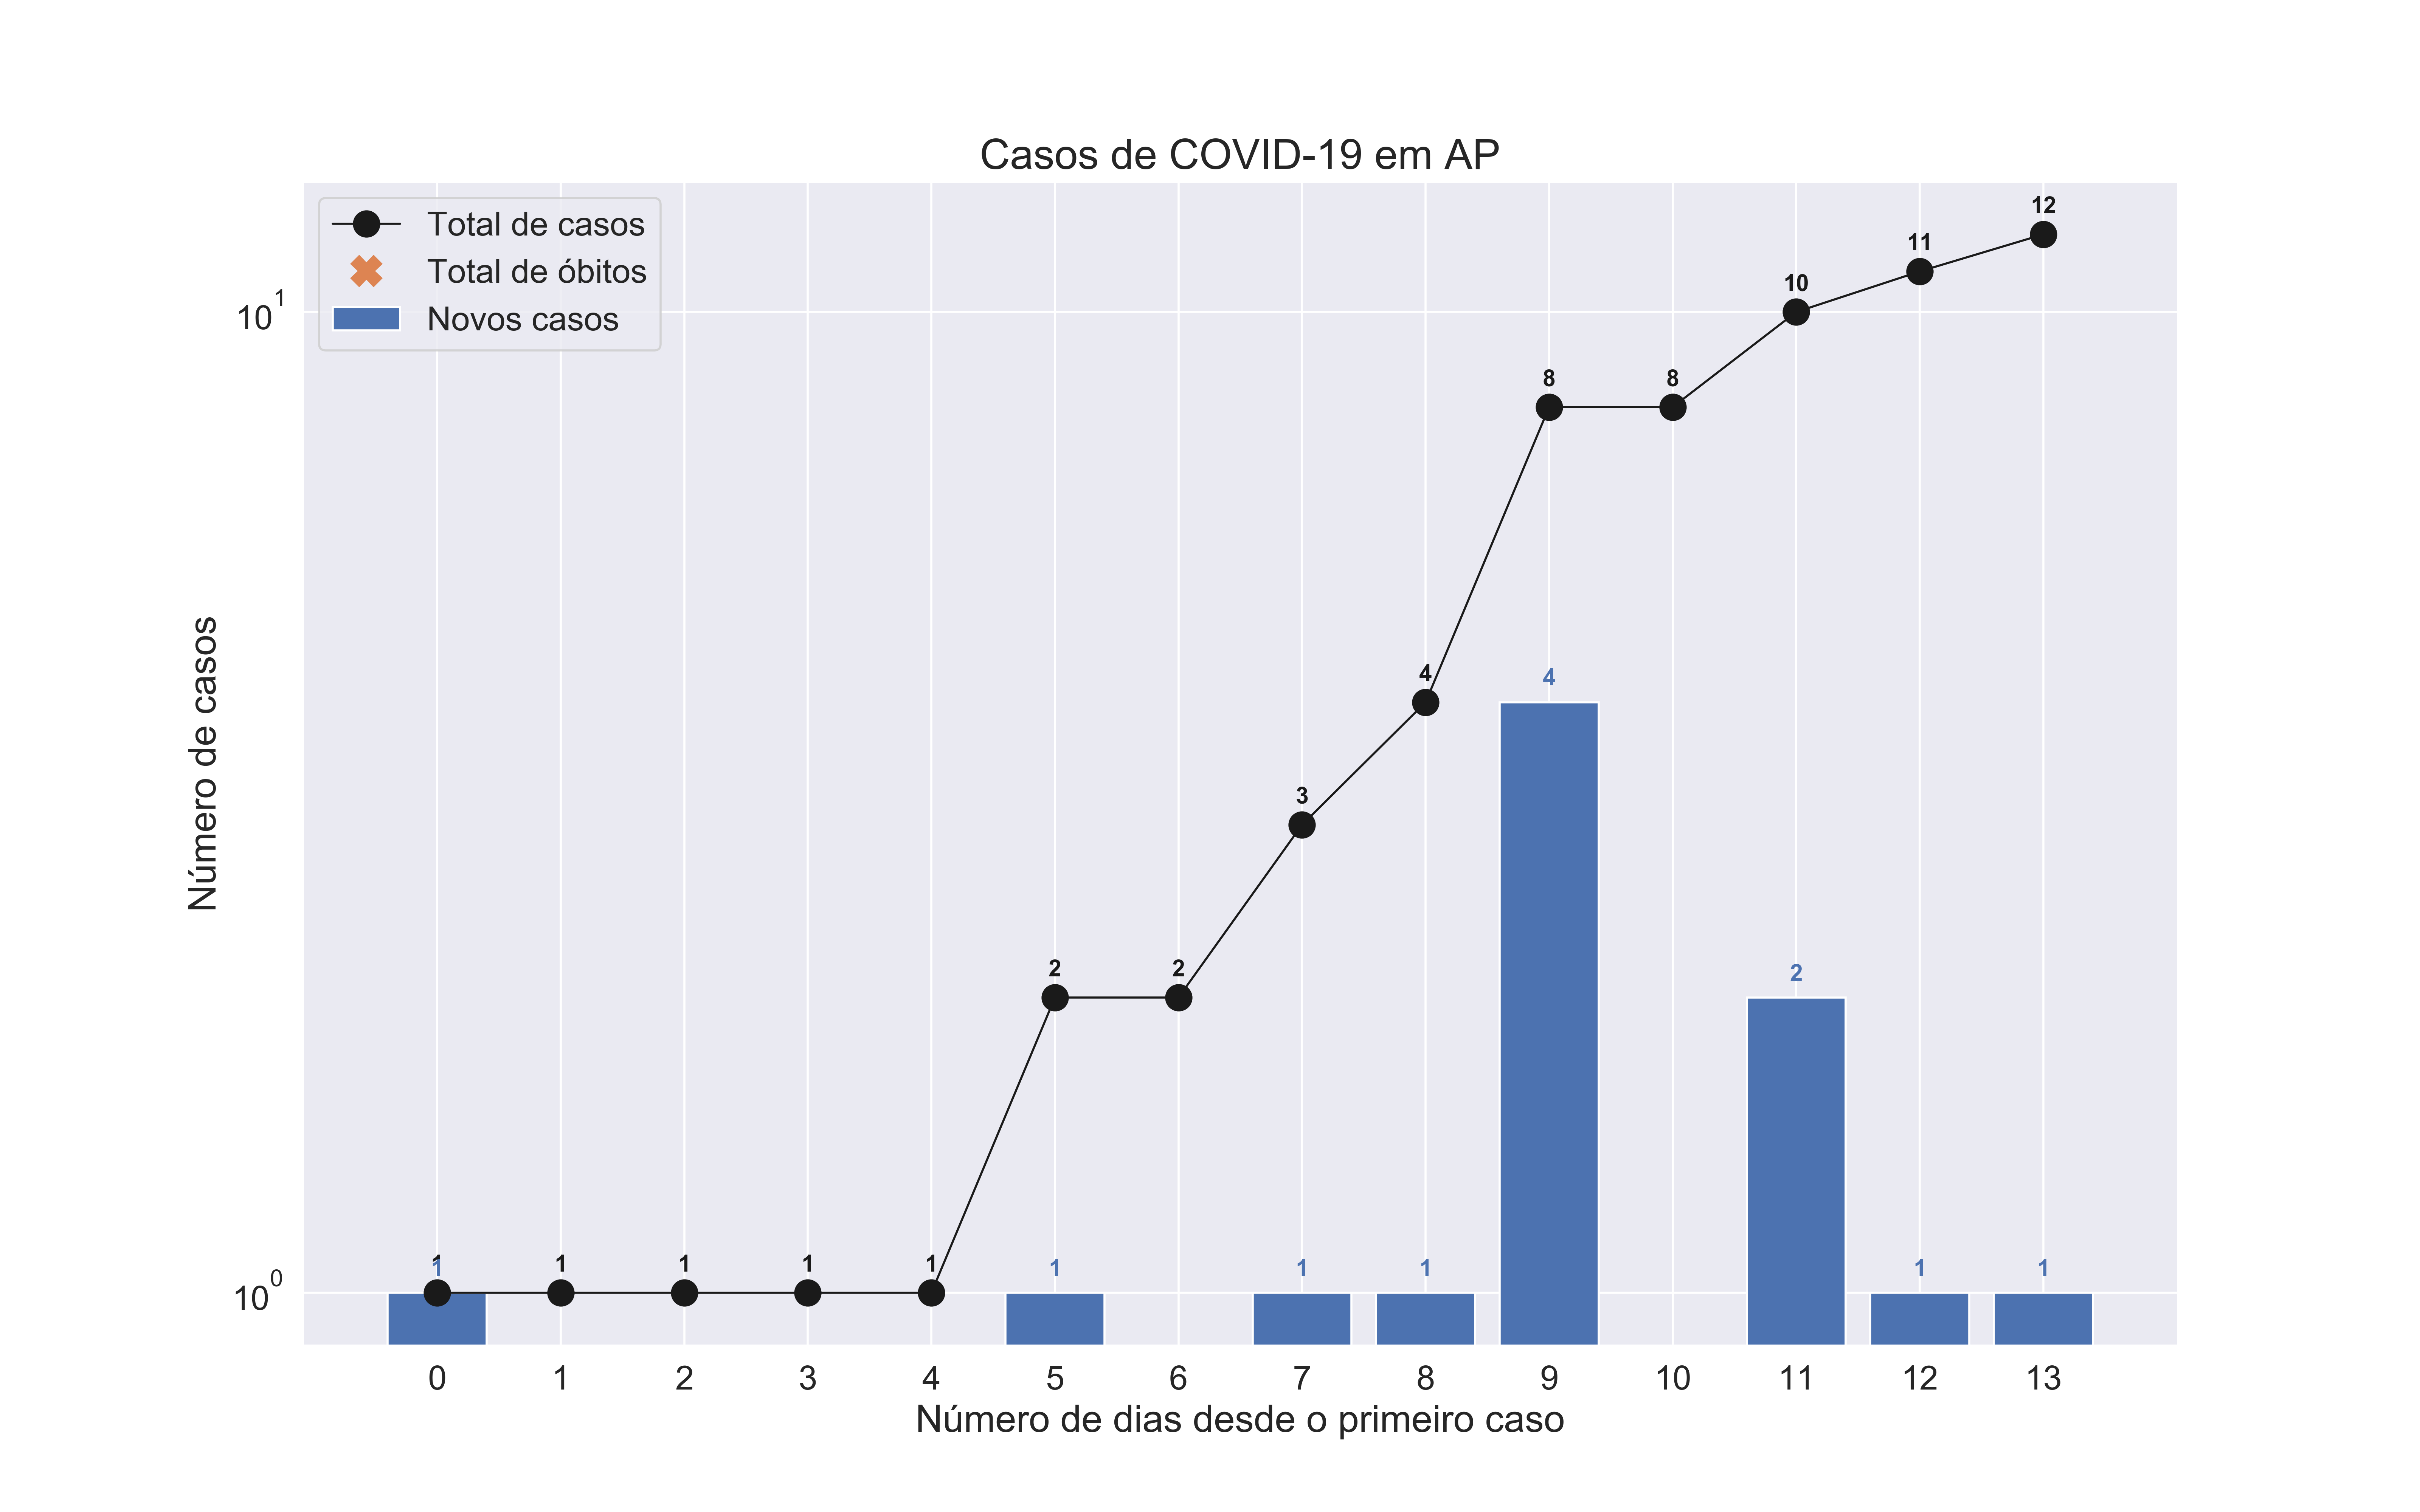 Casos de COVID-19 em AP
Total de casos
Total de óbitos
Novos casos
Número de casos
10^1
10^0
1 1 1 1 1 2 2 3 4 8 8 10 11 12
1 1 1 1 4 2 1 1
0 1 2 3 4 5 6 7 8 9 10 11 12 13
Número de dias desde o primeiro caso